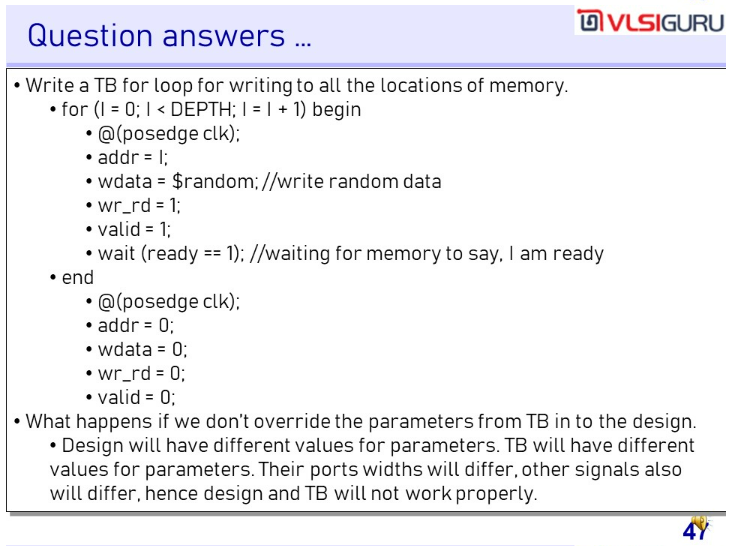 Question answers ...
VLSIGURU
• Write a TB for loop for writing to all the locations of memory.
• for (I = 0; I < DEPTH; I = I + 1) begin
• @(posedge clk);
• addr = I;
• wdata = $random; //write random data
• wr_rd = 1;
• valid = 1;
• wait (ready == 1); //waiting for memory to say, I am ready
• end
• @(posedge clk);
• addr = 0;
• wdata = 0;
• wr_rd = 0;
• valid = 0;
• What happens if we don't override the parameters from TB in to the design.
• Design will have different values for parameters. TB will have different
values for parameters. Their ports widths will differ, other signals also
will differ, hence design and TB will not work properly.
47